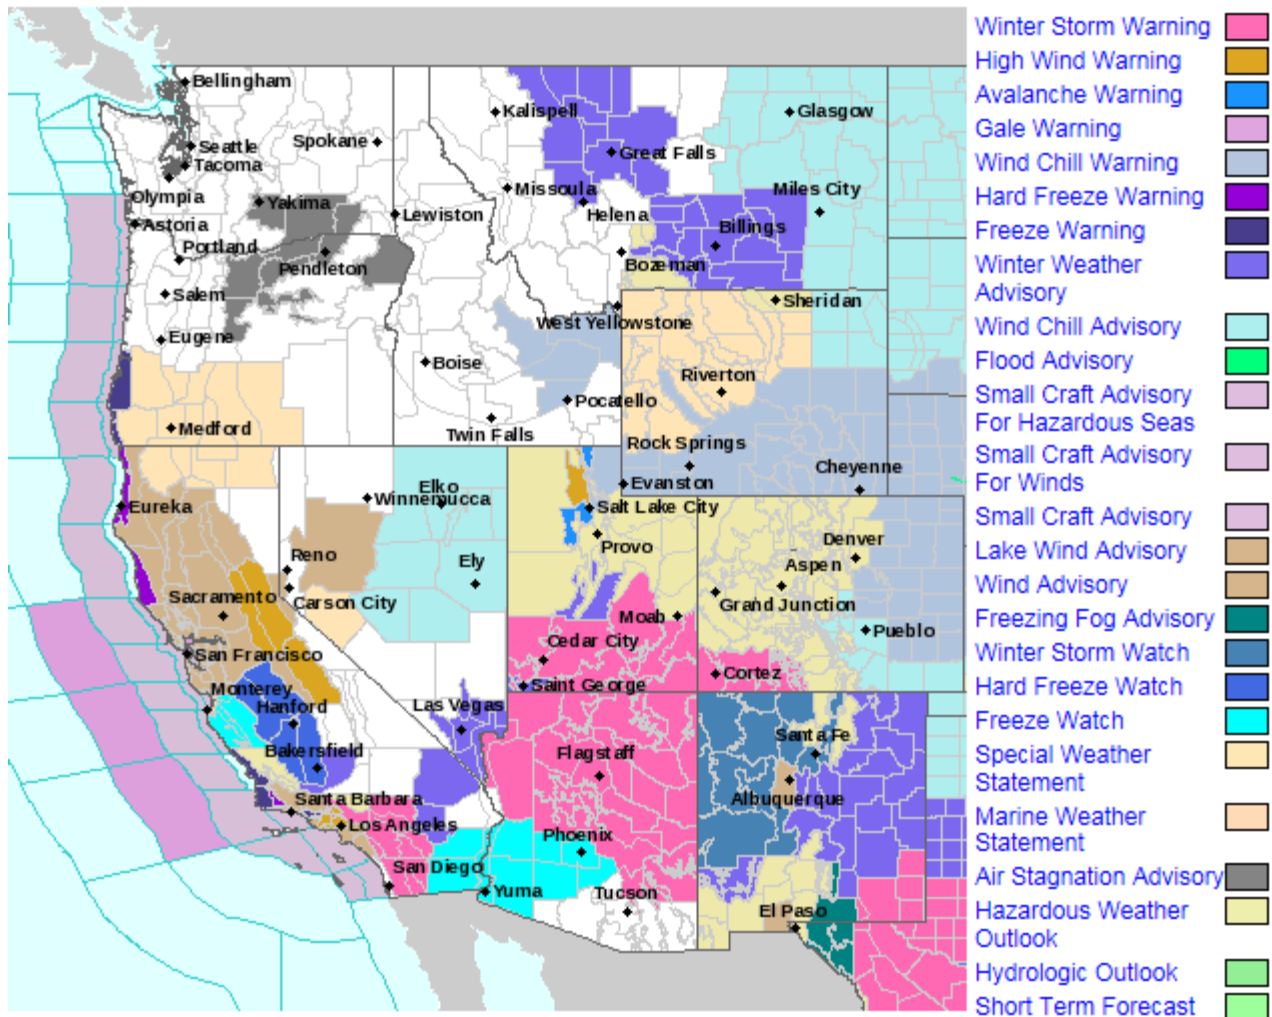 Bellingham
Kalispell
Glasgow
Seattle
Spokane
Great Falls
Tacoma
Missoula
Miles City
Olympia
Yakima
Lewiston
Helena
Astoria
Billings
Portland
Pendleton
Bozeman
Salem
Sheridan
West Yellowstone
Eugene
Boise
Riverton
Pocatello
Medford
Twin Falls
Rock Springs
Cheyenne
Evanston
Elko
Winnemucca
Eureka
Salt Lake City
Provo
Denver
Reno
Ely
Aspen
Sacramento
Carson City
Grand Junction
Moab
Pueblo
San Francisco
Cedar City
Cortez
Monterey
Saint George
Hanford
Las Vegas
Santa Fe
Bakersfield
Flagstaff
Albuquerque
Santa Barbara
Los Angeles
Phoenix
San Diego
Yuma
Tucson
El Paso
Winter Storm Warning
High Wind Warning
Avalanche Warning
Gale Warning
Wind Chill Warning
Hard Freeze Warning
Freeze Warning
Winter Weather
Advisory
Wind Chill Advisory
Flood Advisory
Small Craft Advisory
For Hazardous Seas
Small Craft Advisory
For Winds
Small Craft Advisory
Lake Wind Advisory
Wind Advisory
Freezing Fog Advisory
Winter Storm Watch
Hard Freeze Watch
Freeze Watch
Special Weather
Statement
Marine Weather
Statement
Air Stagnation Advisory
Hazardous Weather
Outlook
Hydrologic Outlook
Short Term Forecast